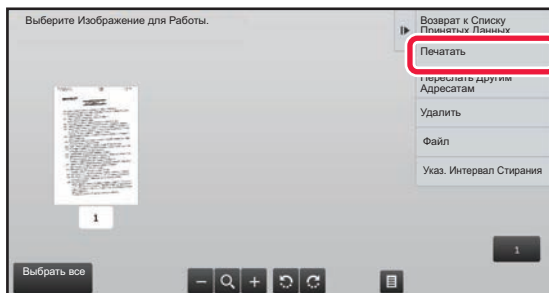 Выберите Изображение для Работы.
Возврат к Списку
Принятых Данных
Печатать
Переслать Другим
Адресатам
Удалить
Файл
Указ. Интервал Стирания
1
1
Выбрать все